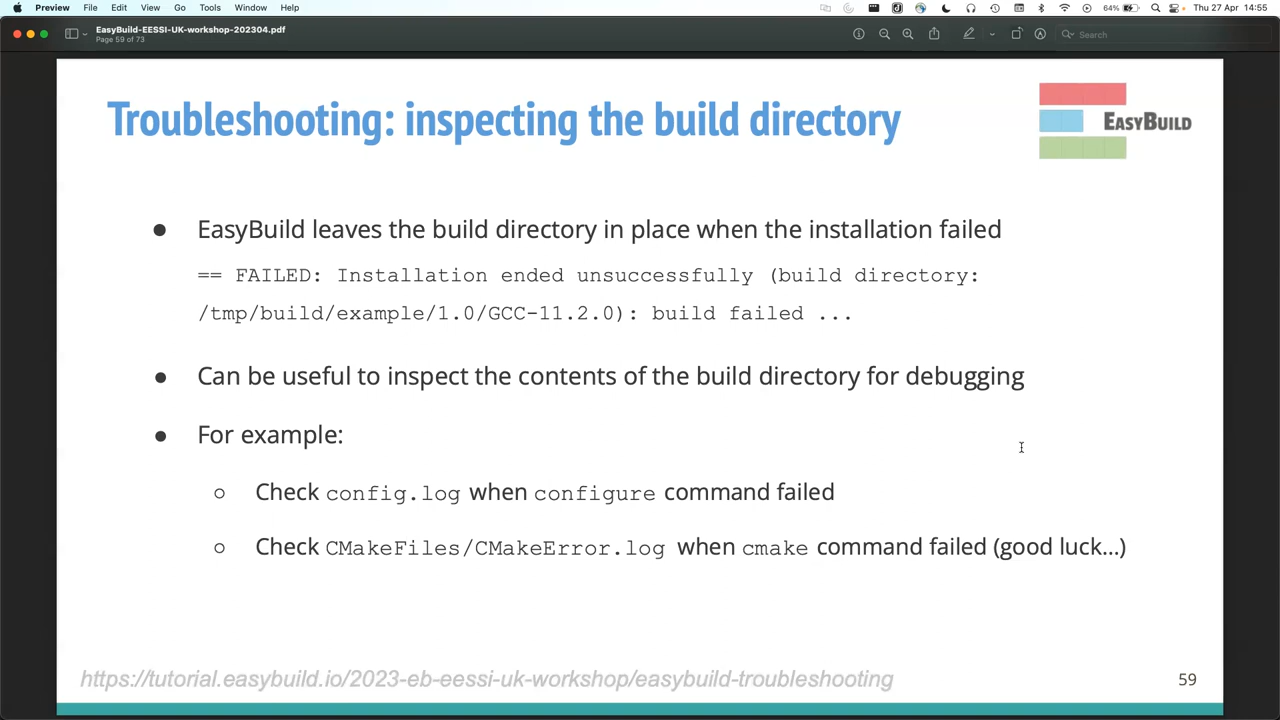 Preview File Edit View Go Tools Window Help 64% Thu 27 Apr 14:55
EasyBuild-EESSI-UK-workshop-202304.pdf
Page 59 of 73
Search
Troubleshooting: inspecting the build directory
EASYBUILD
● EasyBuild leaves the build directory in place when the installation failed
== FAILED: Installation ended unsuccessfully (build directory:
/tmp/build/example/1.0/GCC-11.2.0): build failed ...
● Can be useful to inspect the contents of the build directory for debugging
● For example:
○ Check config.log when configure command failed
○ Check CMakeFiles/CMakeError.log when cmake command failed (good luck...)
https://tutorial.easybuild.io/2023-eb-eessi-uk-workshop/easybuild-troubleshooting
59